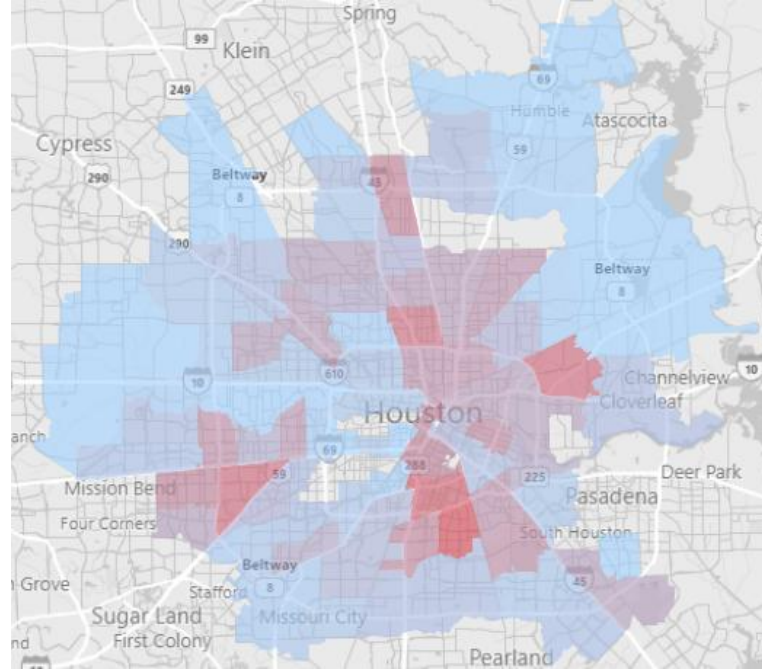 Spring
99
Klein
249
69
Humble
Atascocita
Cypress
59
290
Beltway
8
45
290
Beltway
8
610
10
Channelview
10
Houston
Cloverleaf
69
288
59
225
Deer Park
Mission Bend
Pasadena
Four Corners
South Houston
Beltway
8
Stafford
45
Sugar Land
Missouri City
First Colony
Pearland